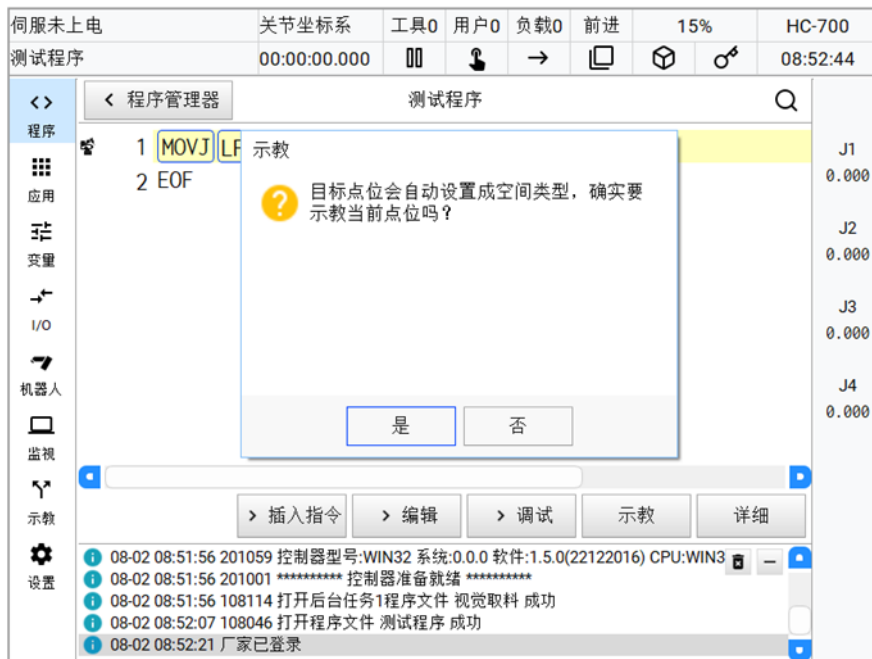 伺服未上电 关节坐标系 工具0 用户0 负载0 前进 15% HC-700
测试程序 00:00:00.000 08:52:44
程序管理器 测试程序
程序
应用
变量
I/O
机器人
监视
示教
设置
1 MOVJ
2 EOF
示教
目标点位会自动设置成空间类型，确实要
示教当前点位吗？
是 否
J1
0.000
J2
0.000
J3
0.000
J4
0.000
插入指令 编辑 调试 示教 详细
08-02 08:51:56 201059 控制器型号:WIN32 系统:0.0.0 软件:1.5.0(22122016) CPU:WIN3
08-02 08:51:56 201001 ********** 控制器准备就绪 **********
08-02 08:51:56 108114 打开后台任务1程序文件 视觉取料 成功
08-02 08:52:07 108046 打开程序文件 测试程序 成功
08-02 08:52:21 厂家已登录